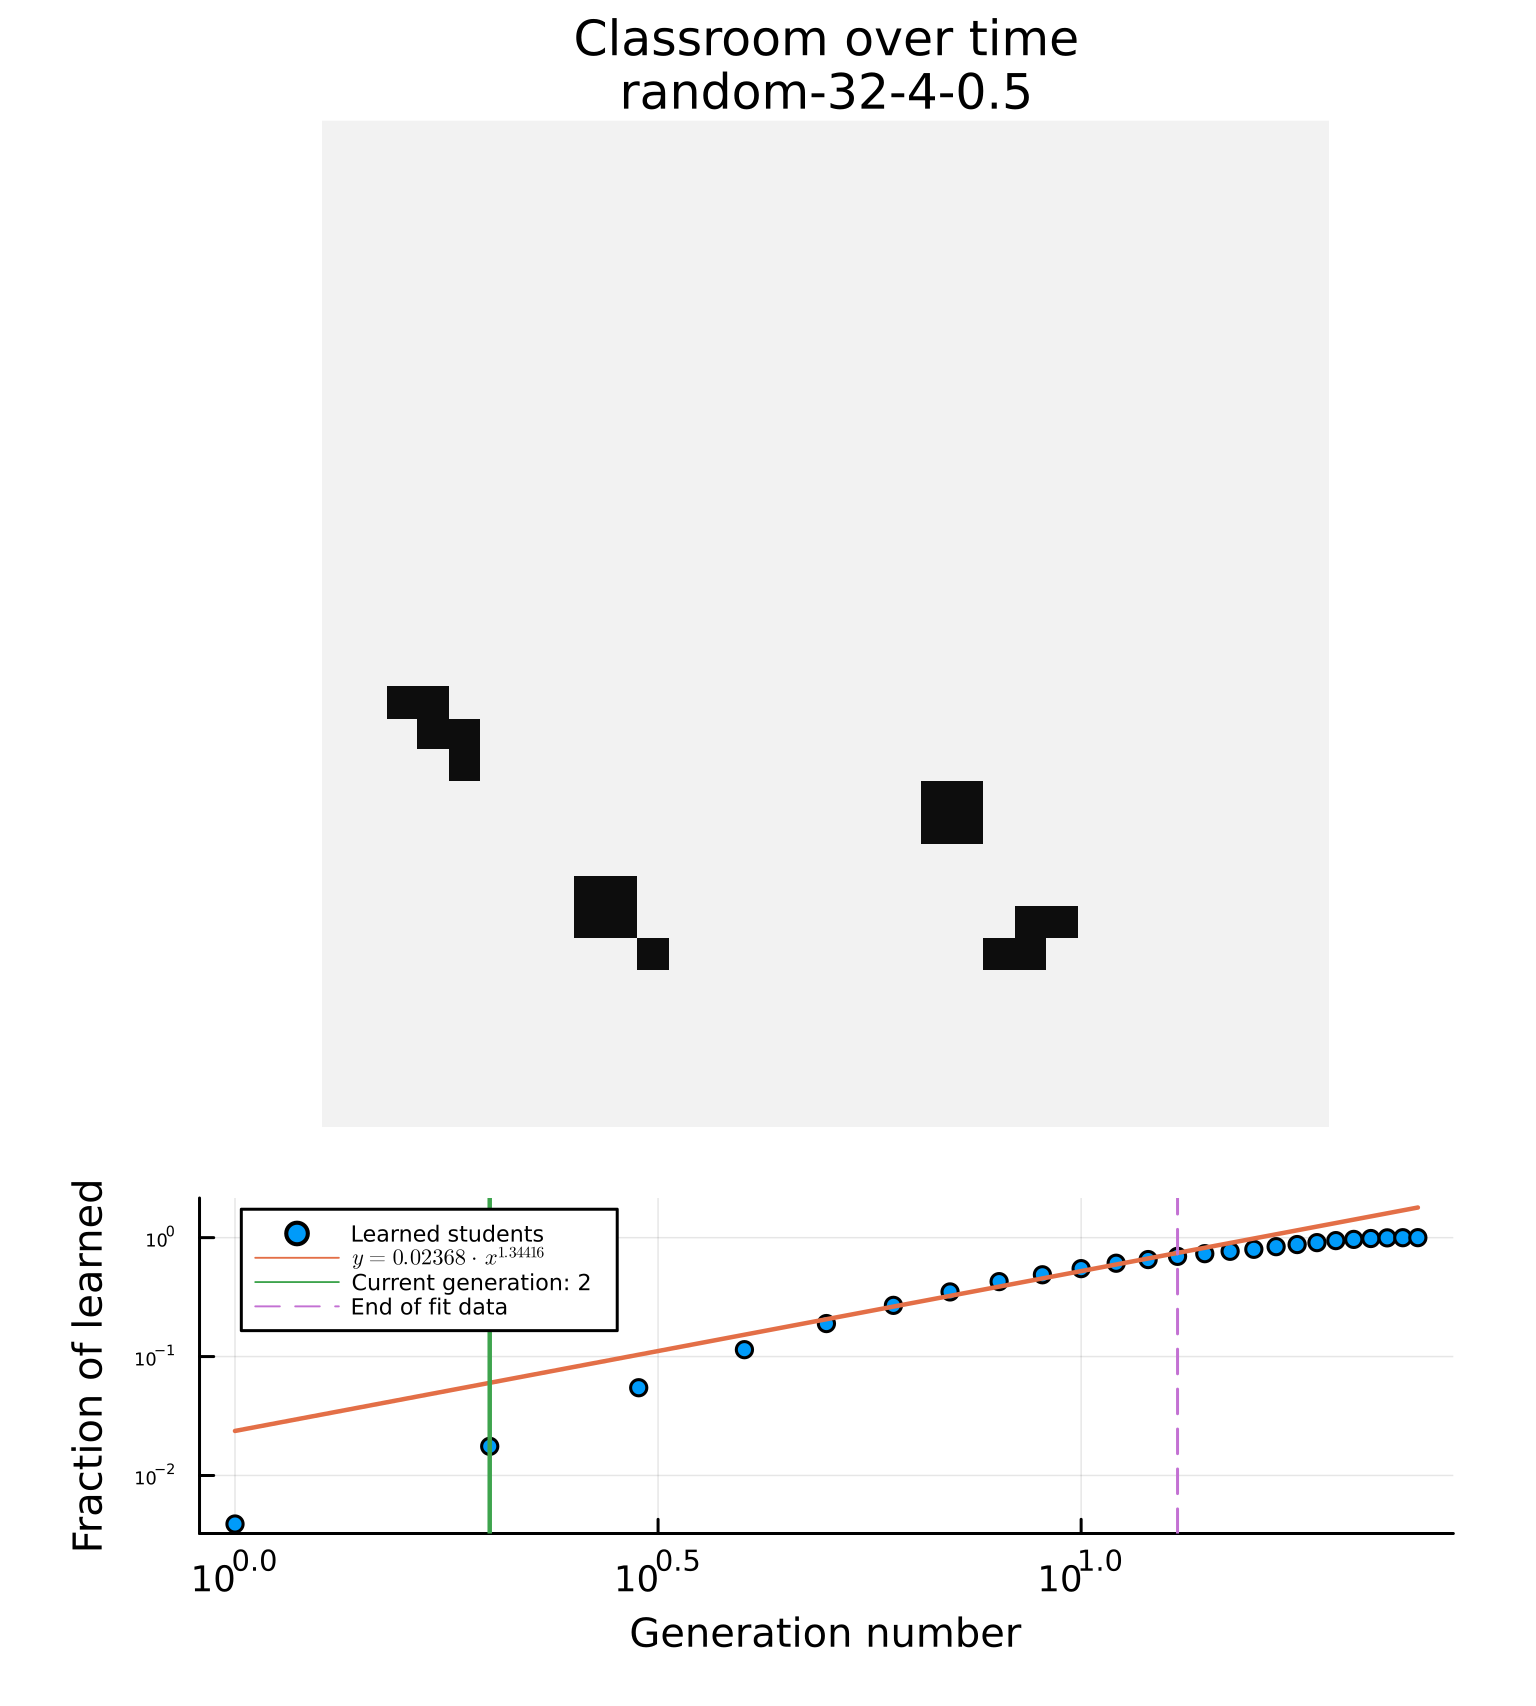 Classroom over time
random-32-4-0.5
Fraction of learned
10⁰
10⁻¹
10⁻²
Learned students
y = 0.02368 · x^1.34416
Current generation: 2
End of fit data
10^0.0
10^0.5
10^1.0
Generation number